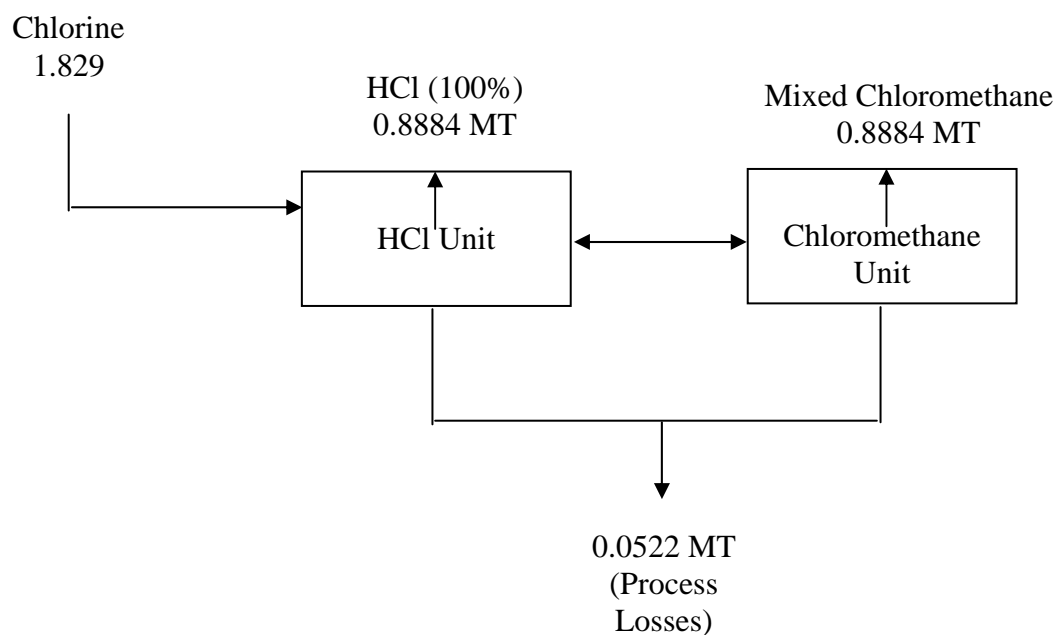 Chlorine
1.829
HCl (100%)
0.8884 MT
Mixed Chloromethane
0.8884 MT
HCl Unit
Chloromethane
Unit
0.0522 MT
(Process
Losses)